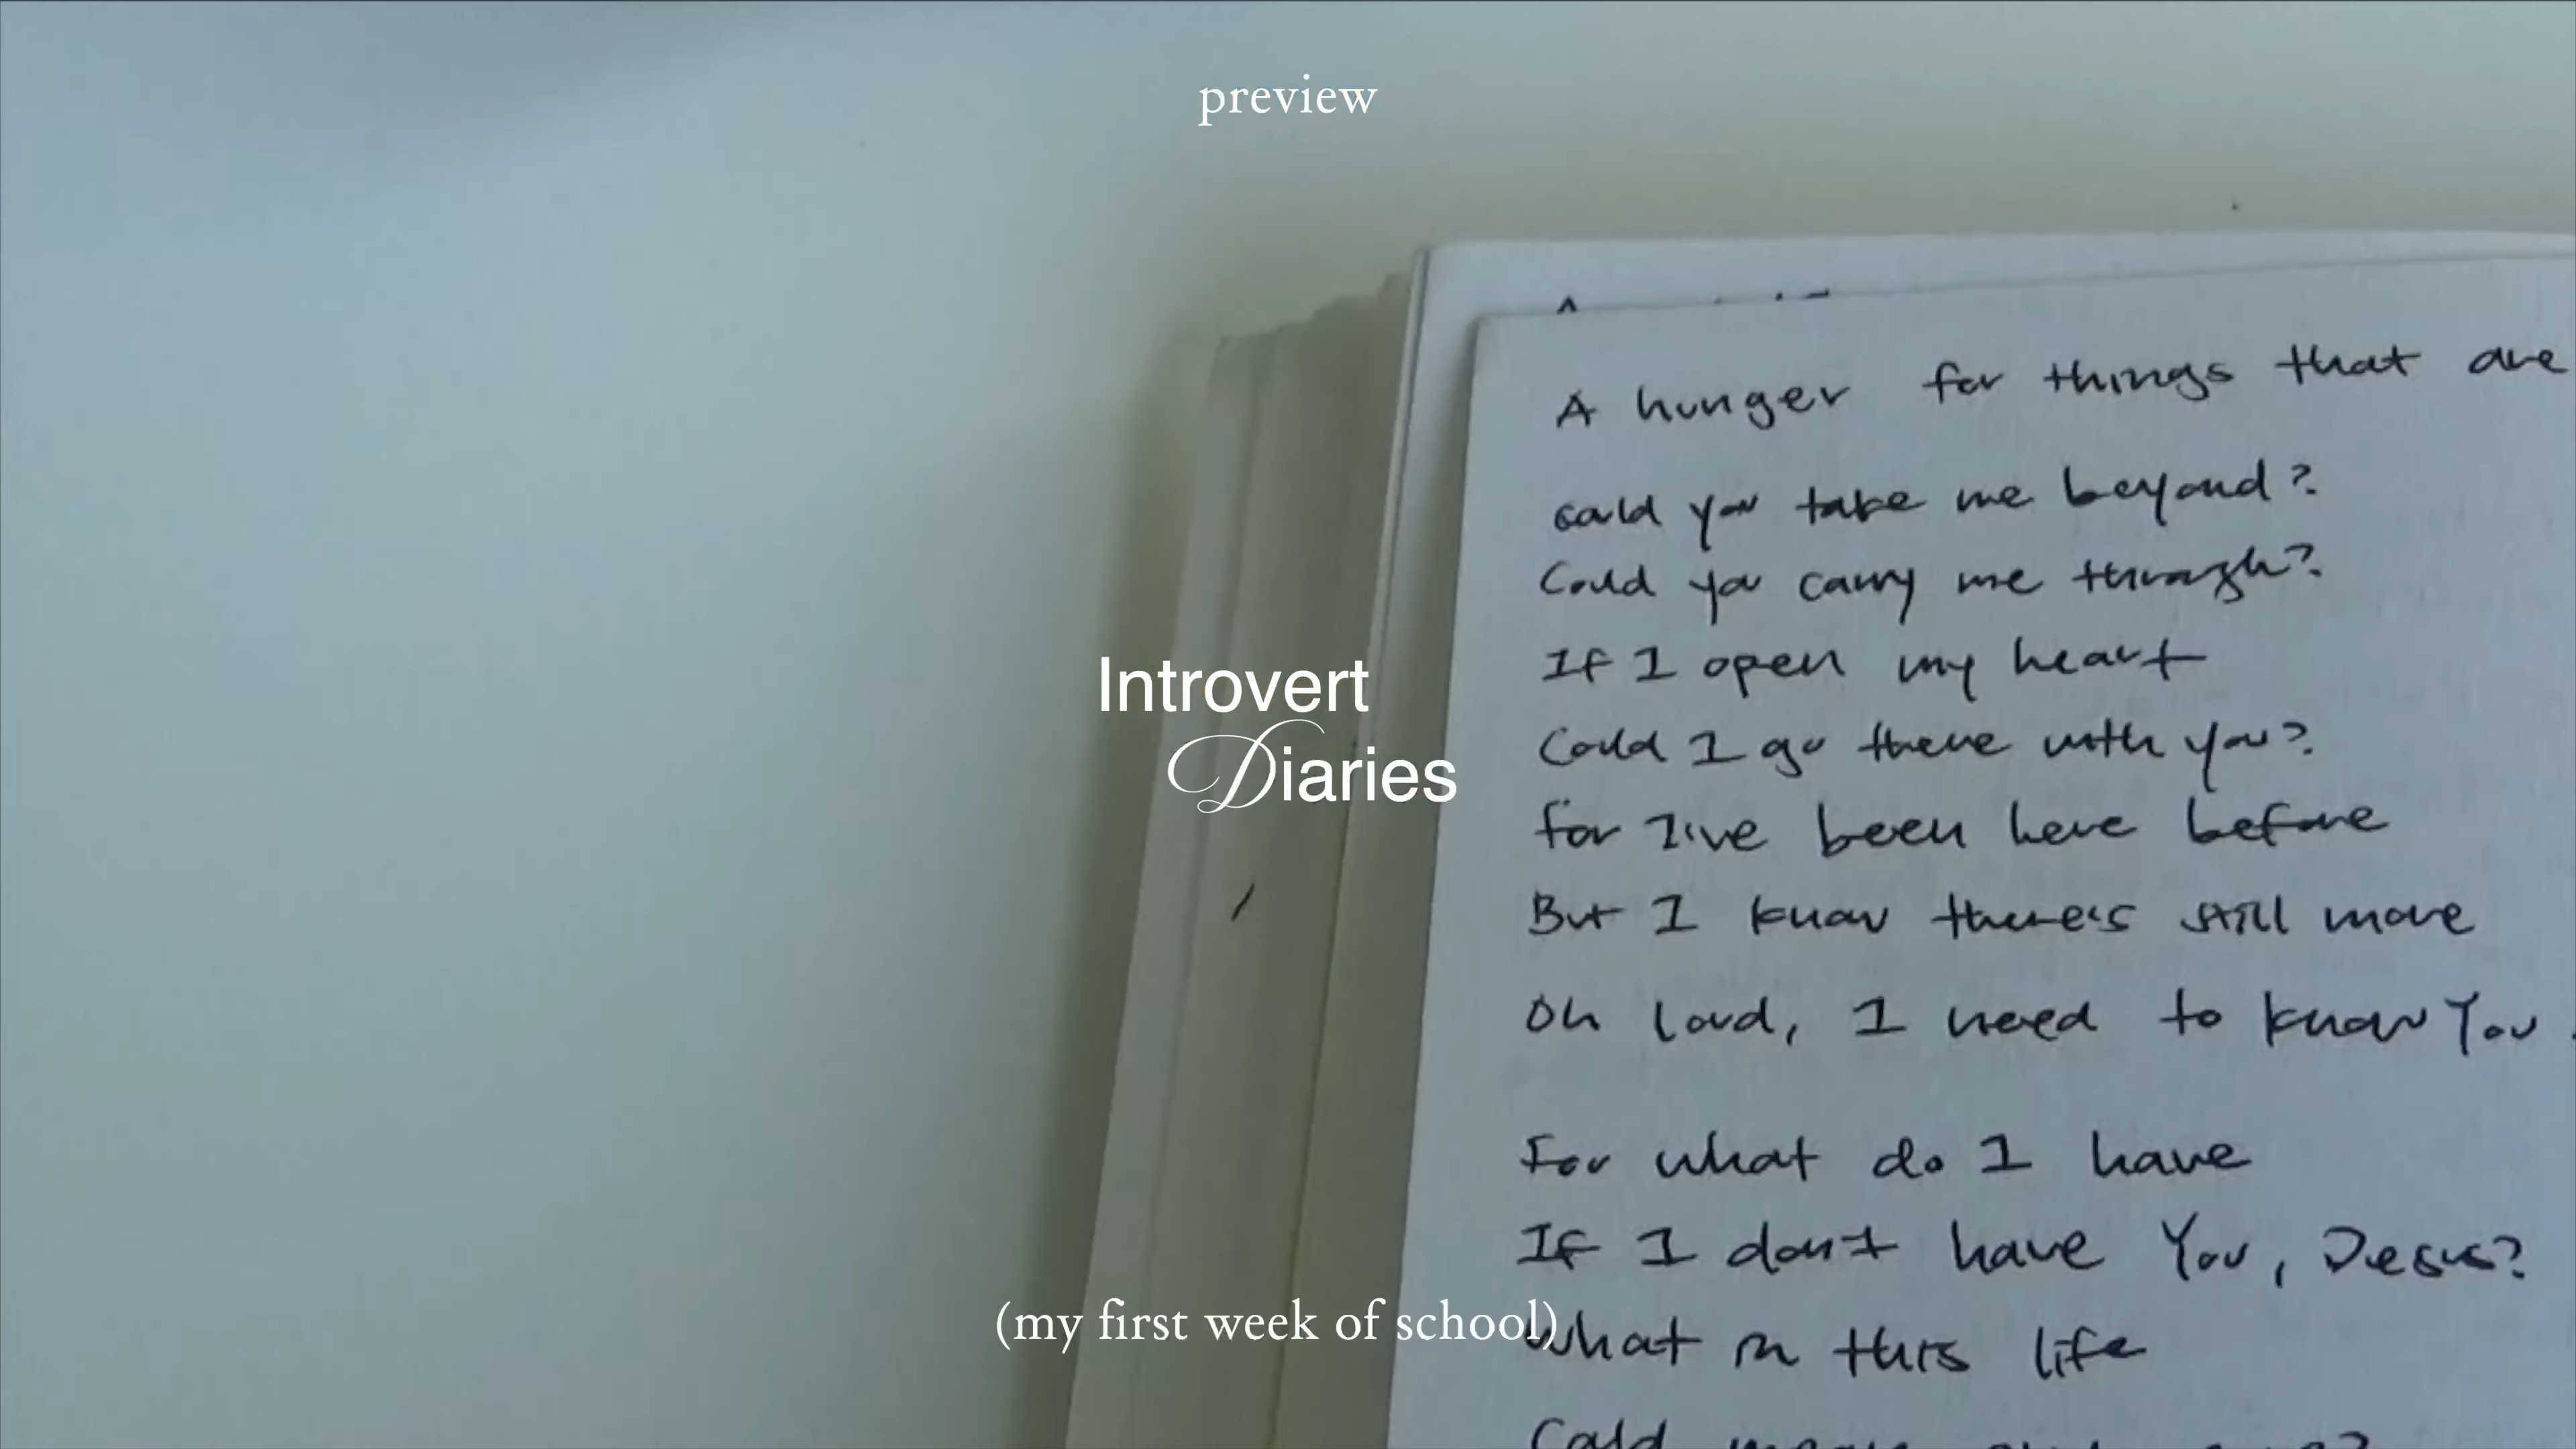 preview
Introvert
Diaries
(my first week of school)
A hunger for things that are
could you take me beyond?
Could you carry me through?
If I open my heart
Could I go there with you?
for I've been here before
But I know there's still more
Oh lord, I need to know You
For what do I have
If I don't have You, Jesus?
What in this life
Could